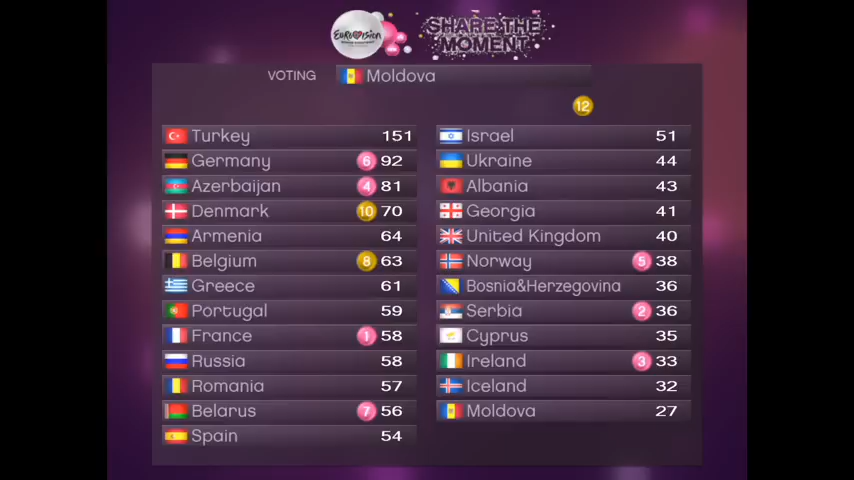 EUROVISION
SHARE THE
MOMENT
VOTING Moldova
12
Turkey 151
Germany 6 92
Azerbaijan 4 81
Denmark 10 70
Armenia 64
Belgium 8 63
Greece 61
Portugal 59
France 1 58
Russia 58
Romania 57
Belarus 7 56
Spain 54
Israel 51
Ukraine 44
Albania 43
Georgia 41
United Kingdom 40
Norway 5 38
Bosnia&Herzegovina 36
Serbia 2 36
Cyprus 35
Ireland 3 33
Iceland 32
Moldova 27